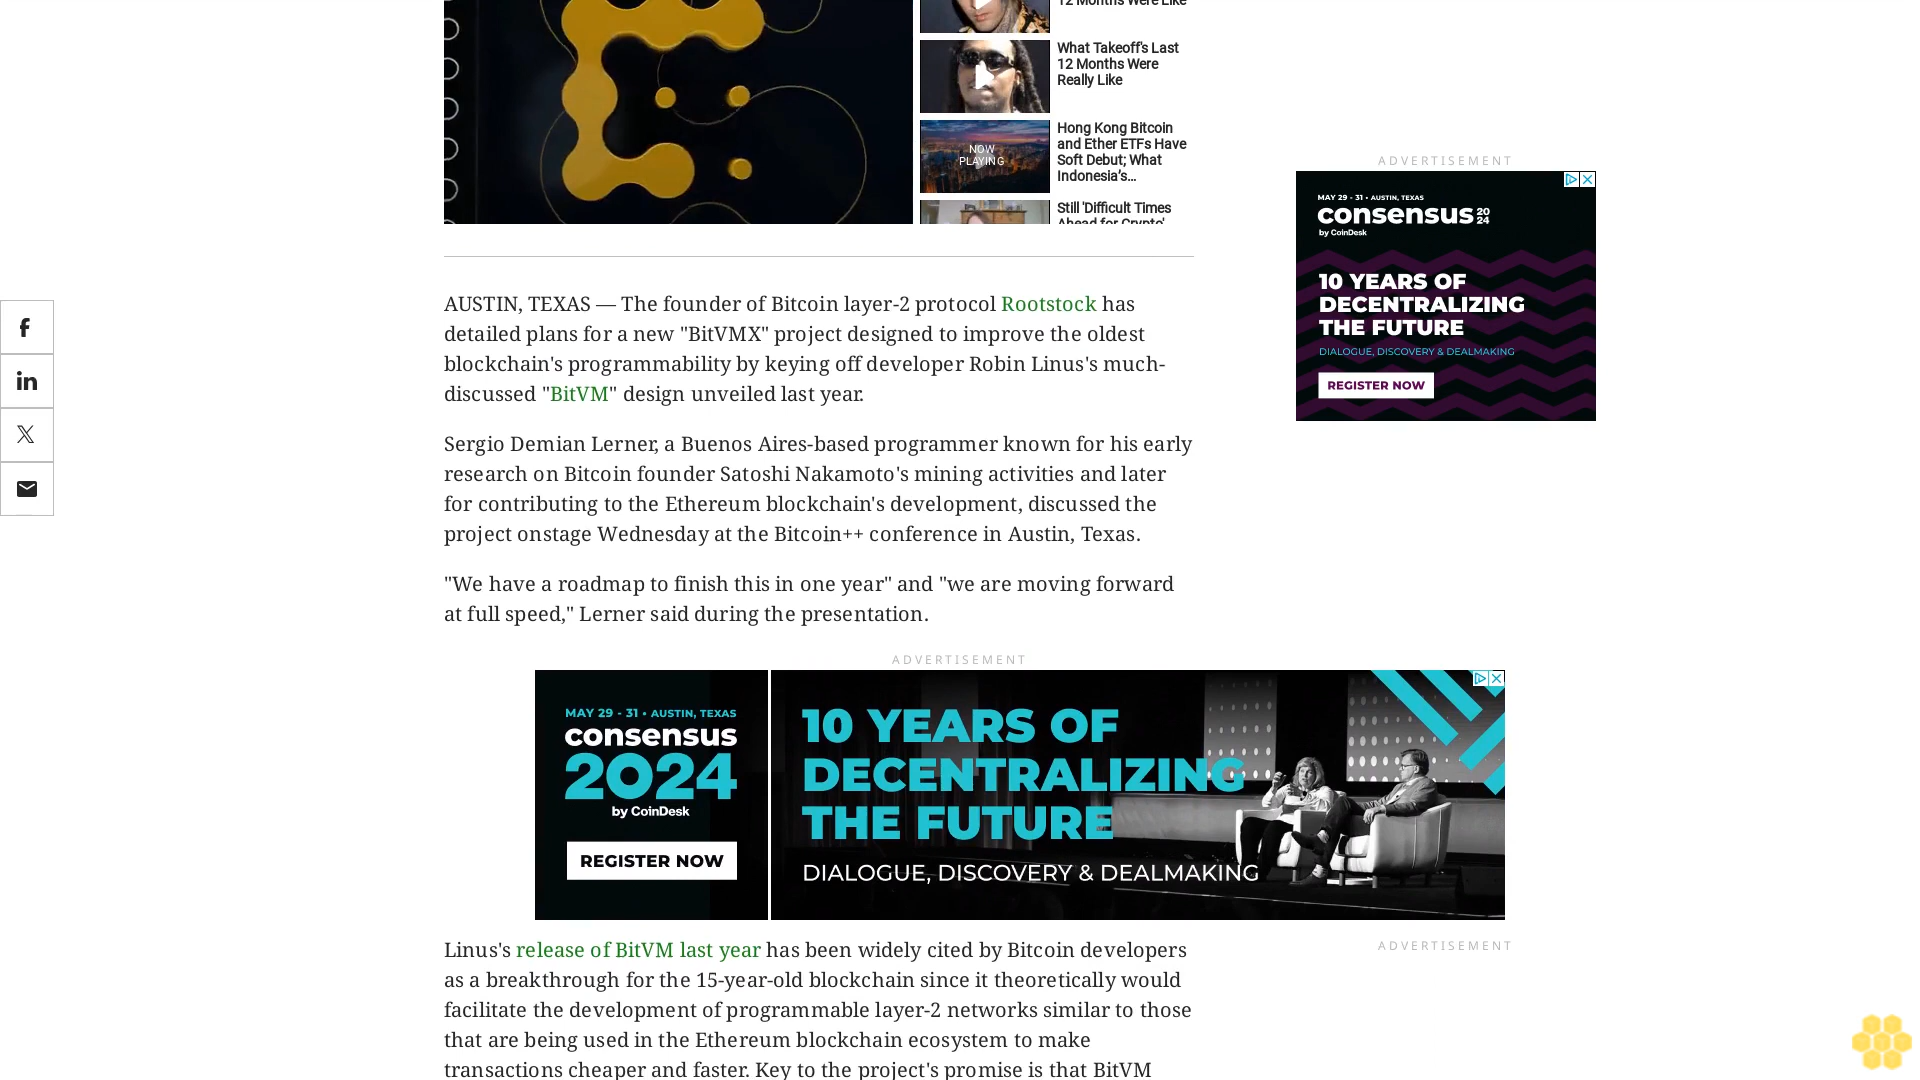 12 Months Were Like
What Takeoff's Last
12 Months Were
Really Like
Hong Kong Bitcoin
and Ether ETFs Have
Soft Debut; What
Indonesia's...
NOW
PLAYING
Still 'Difficult Times
Ahead for Crypto'
AUSTIN, TEXAS — The founder of Bitcoin layer-2 protocol Rootstock has
detailed plans for a new "BitVMX" project designed to improve the oldest
blockchain's programmability by keying off developer Robin Linus's much-
discussed "BitVM" design unveiled last year.
Sergio Demian Lerner, a Buenos Aires-based programmer known for his early
research on Bitcoin founder Satoshi Nakamoto's mining activities and later
for contributing to the Ethereum blockchain's development, discussed the
project onstage Wednesday at the Bitcoin++ conference in Austin, Texas.
"We have a roadmap to finish this in one year" and "we are moving forward
at full speed," Lerner said during the presentation.
ADVERTISEMENT
MAY 29 - 31 • AUSTIN, TEXAS
consensus
2024
by CoinDesk
REGISTER NOW
10 YEARS OF
DECENTRALIZING
THE FUTURE
DIALOGUE, DISCOVERY & DEALMAKING
Linus's release of BitVM last year has been widely cited by Bitcoin developers
as a breakthrough for the 15-year-old blockchain since it theoretically would
facilitate the development of programmable layer-2 networks similar to those
that are being used in the Ethereum blockchain ecosystem to make
transactions cheaper and faster. Key to the project's promise is that BitVM
ADVERTISEMENT
MAY 29 - 31 • AUSTIN, TEXAS
consensus 2024
by CoinDesk
10 YEARS OF
DECENTRALIZING
THE FUTURE
DIALOGUE, DISCOVERY & DEALMAKING
REGISTER NOW
ADVERTISEMENT